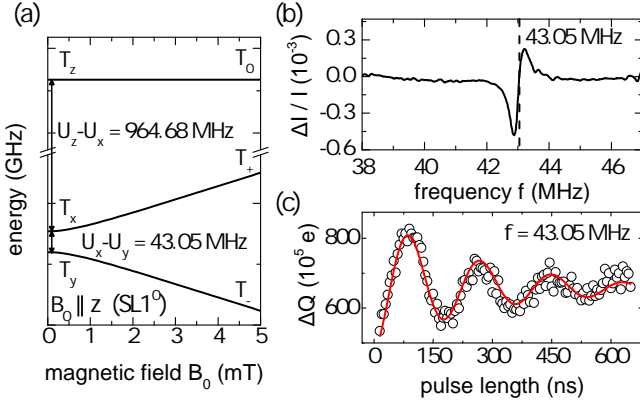 (a)
T_z
T_0
U_z-U_x = 964.68 MHz
T_+
T_x
U_x-U_y = 43.05 MHz
T_y
B_0 || z (SL1^0)
T_-
energy (GHz)
0 1 2 3 4 5
magnetic field B_0 (mT)
(b)
43.05 MHz
0.3
0.0
-0.3
-0.6
ΔI / I (10^-3)
38 40 42 44 46
frequency f (MHz)
(c)
f = 43.05 MHz
800
600
ΔQ (10^5 e)
0 150 300 450 600
pulse length (ns)